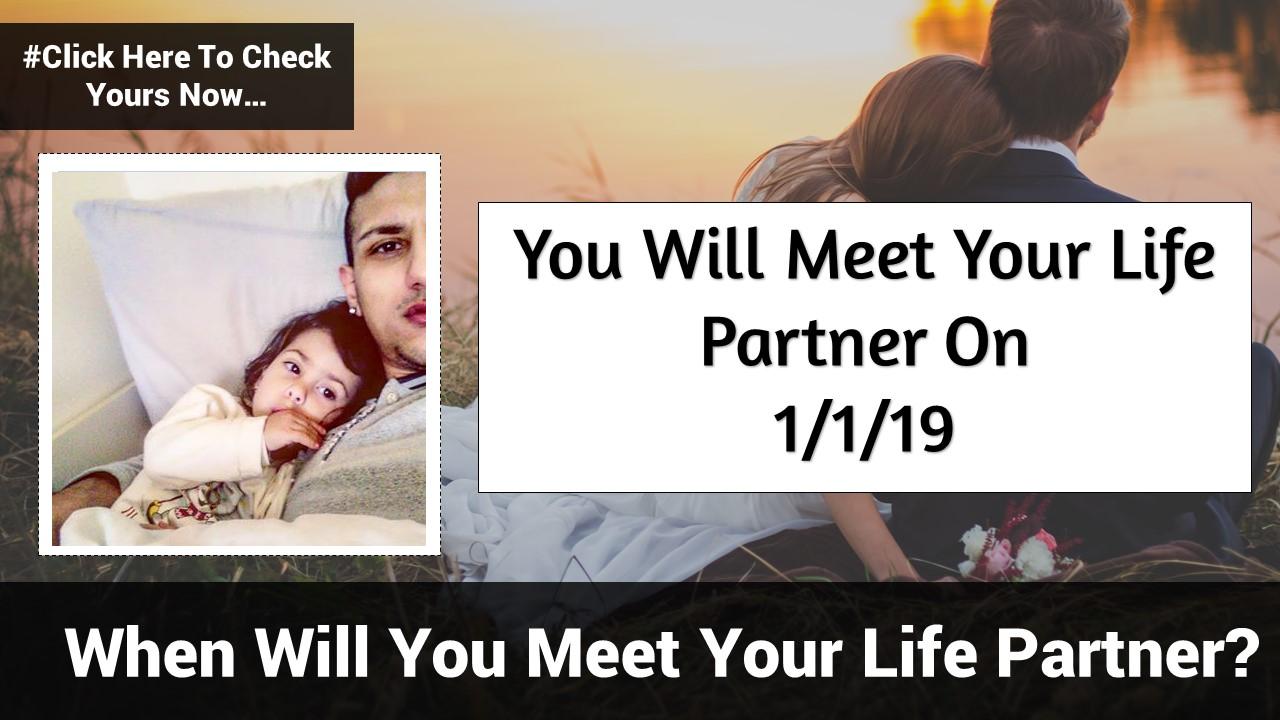 #Click Here To Check
Yours Now...
You Will Meet Your Life
Partner On
1/1/19
When Will You Meet Your Life Partner?